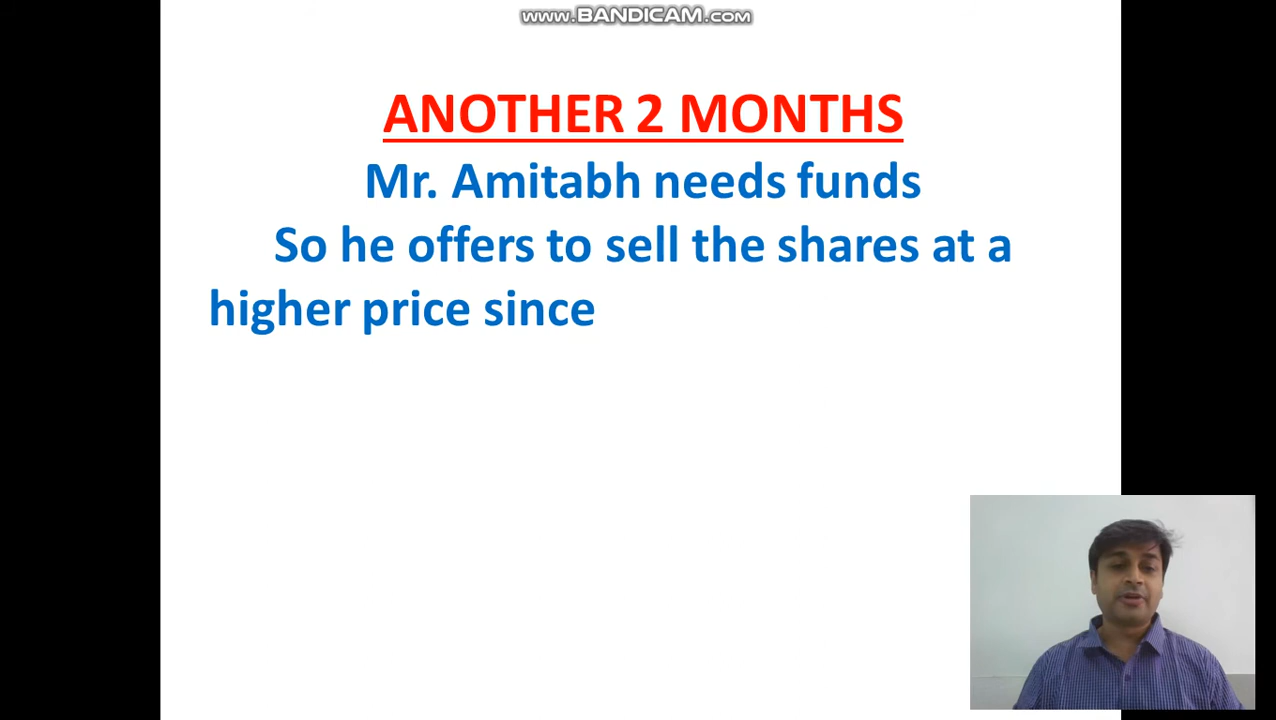 www.BANDICAM.com
ANOTHER 2 MONTHS
Mr. Amitabh needs funds
So he offers to sell the shares at a
higher price since